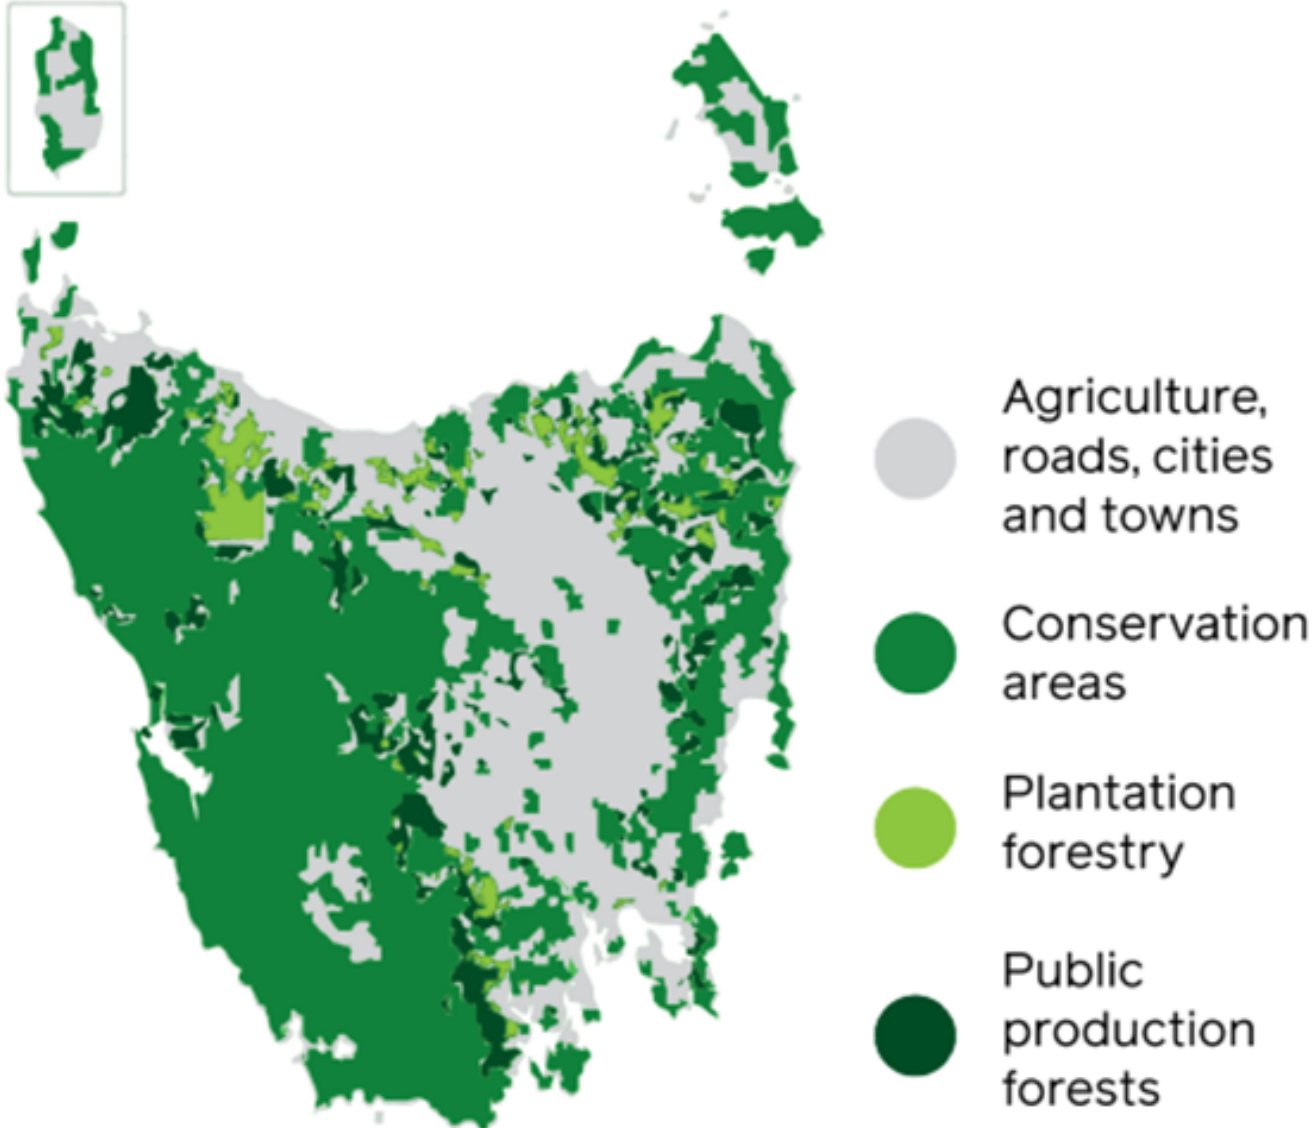 Agriculture,
roads, cities
and towns
Conservation
areas
Plantation
forestry
Public
production
forests